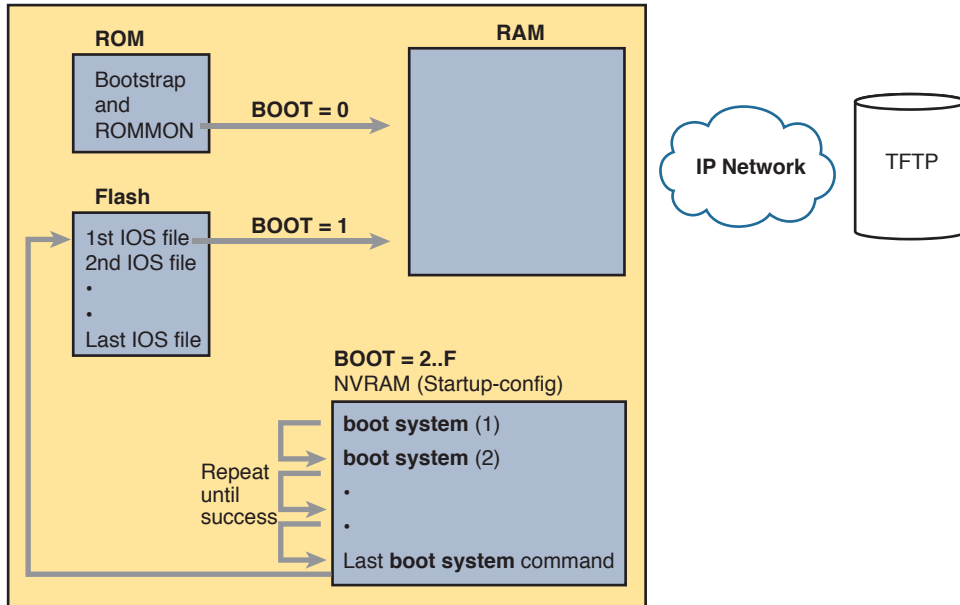 ROM
RAM
Bootstrap
and
ROMMON
BOOT = 0
IP Network
TFTP
Flash
1st IOS file
2nd IOS file
•
•
Last IOS file
BOOT = 1
BOOT = 2..F
NVRAM (Startup-config)
boot system (1)
boot system (2)
•
•
Last boot system command
Repeat
until
success